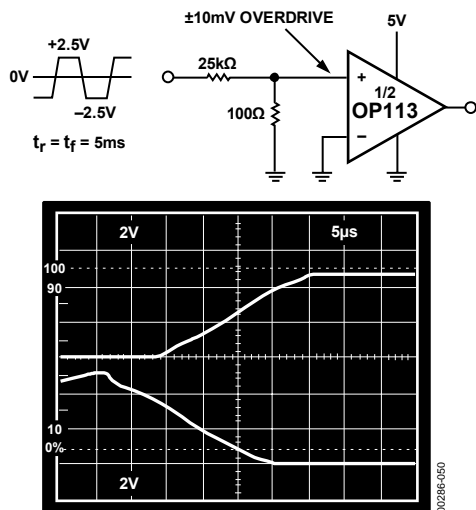 ±10mV OVERDRIVE
5V
+2.5V
0V
–2.5V
tr = tf = 5ms
25kΩ
100Ω
+
–
1/2
OP113
2V
5µs
100
90
10
0%
2V
00286-050